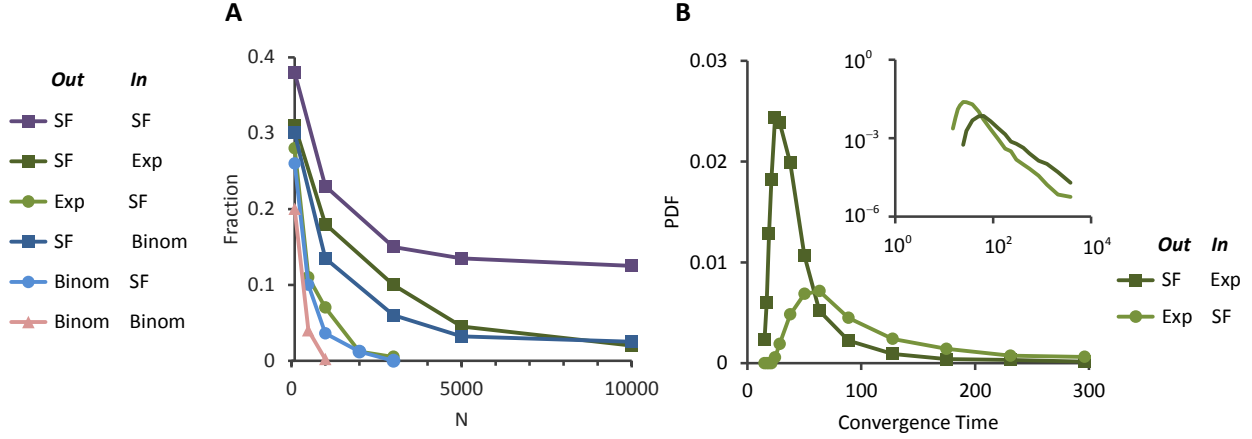 A
B
Out In
SF SF
SF Exp
Exp SF
SF Binom
Binom SF
Binom Binom
Fraction
0.4
0.3
0.2
0.1
0
0 5000 10000
N
PDF
0.03
0.02
0.01
0
0 100 200 300
Convergence Time
10^0
10^-3
10^-6
10^0 10^2 10^4
Out In
SF Exp
Exp SF